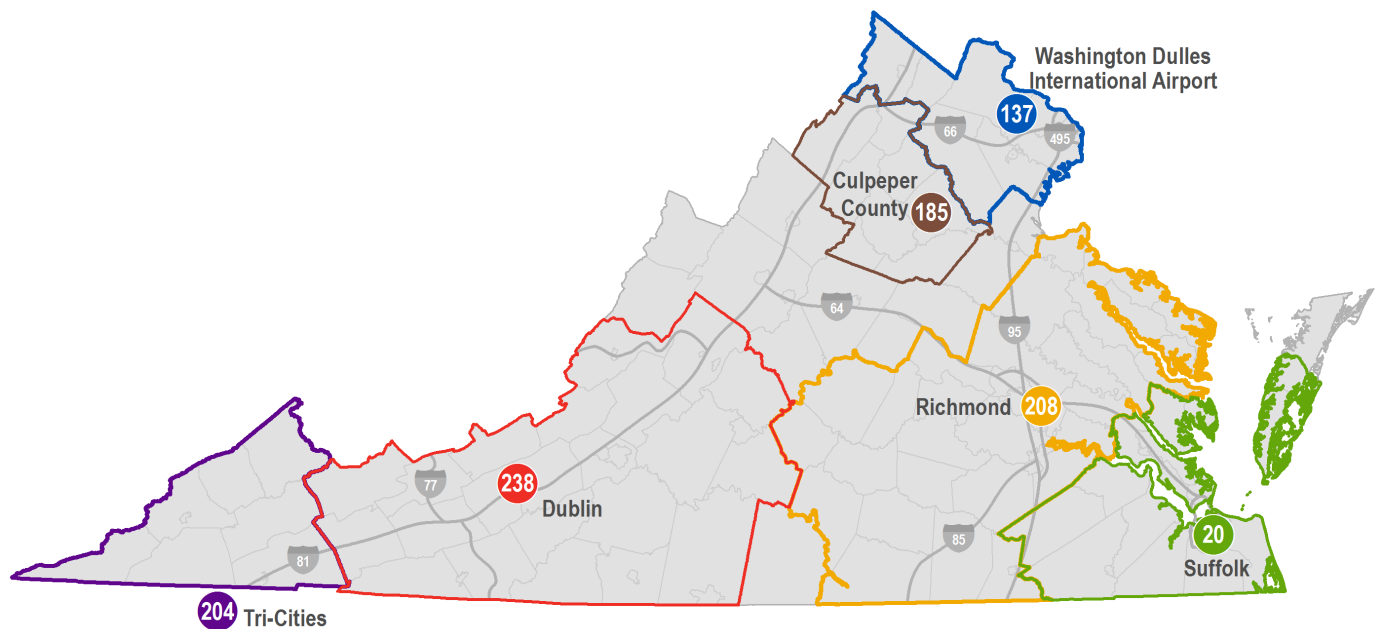 Washington Dulles
International Airport
137
66
495
Culpeper
County
185
64
95
Richmond
208
77
238
Dublin
85
20
Suffolk
81
204
Tri-Cities